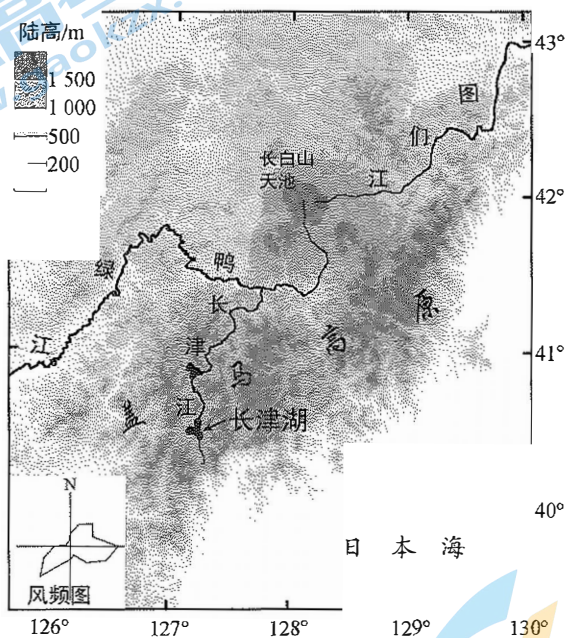 陆高/m
1 500
1 000
500
200
43°
42°
41°
40°
图
们
江
长白山
天池
鸭
绿
江
长
津
江
长津湖
盖
马
高
原
日本海
N
风频图
126°
127°
128°
129°
130°